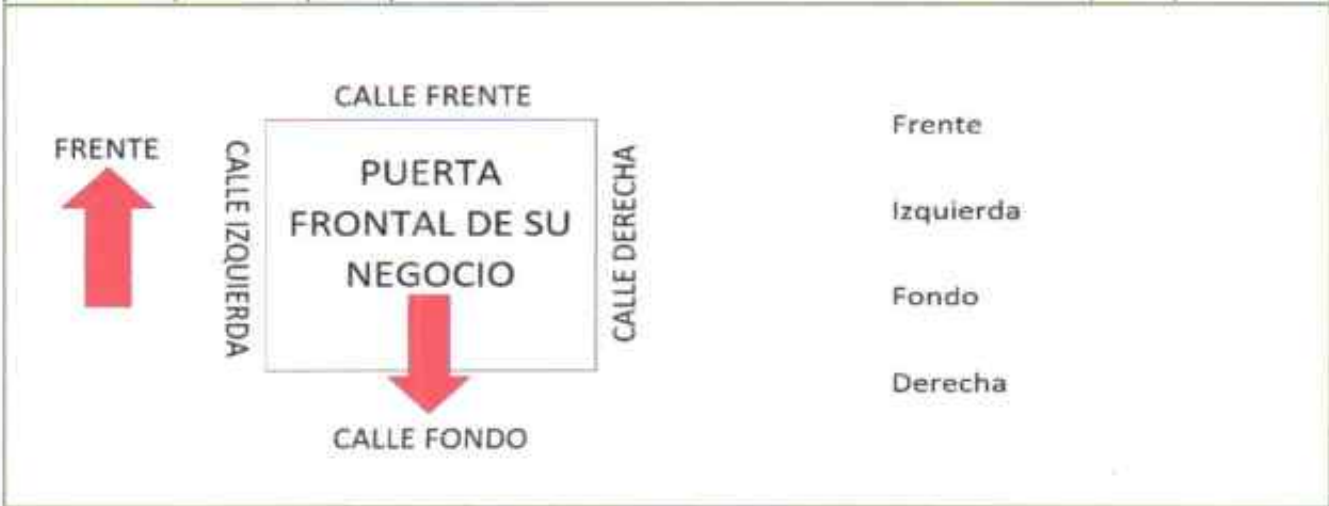 CALLE FRENTE
FRENTE
CALLE IZQUIERDA
PUERTA
FRONTAL DE SU
NEGOCIO
CALLE DERECHA
CALLE FONDO
Frente
Izquierda
Fondo
Derecha